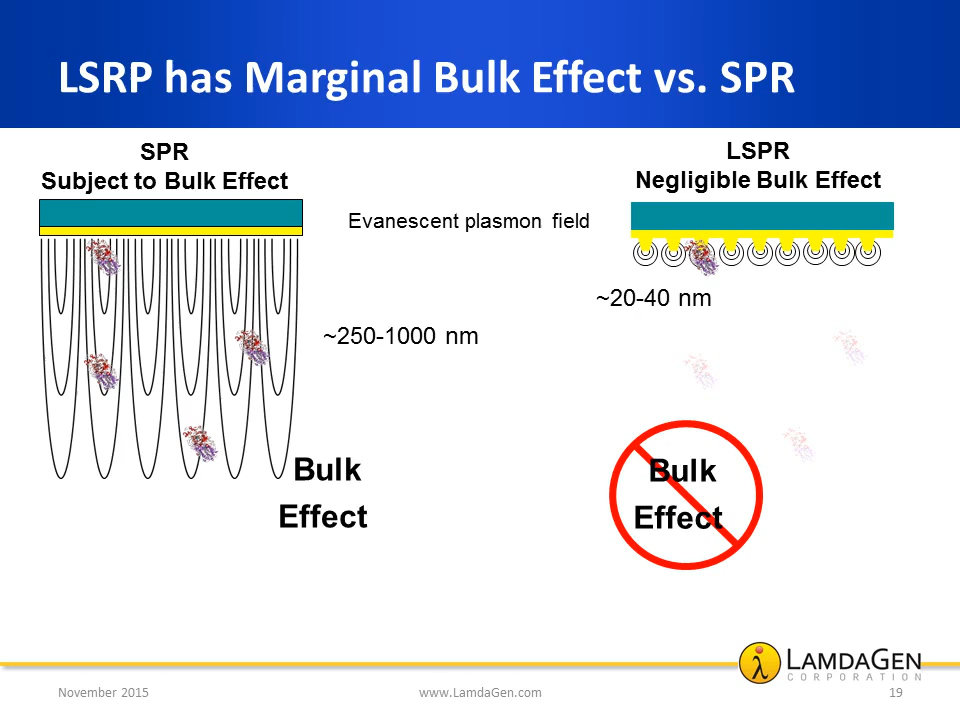 LSRP has Marginal Bulk Effect vs. SPR
SPR
Subject to Bulk Effect
LSPR
Negligible Bulk Effect
Evanescent plasmon field
~20-40 nm
~250-1000 nm
Bulk
Effect
Bulk
Effect
λ
LAMDAGEN
CORPORATION
November 2015
www.LamdaGen.com
19